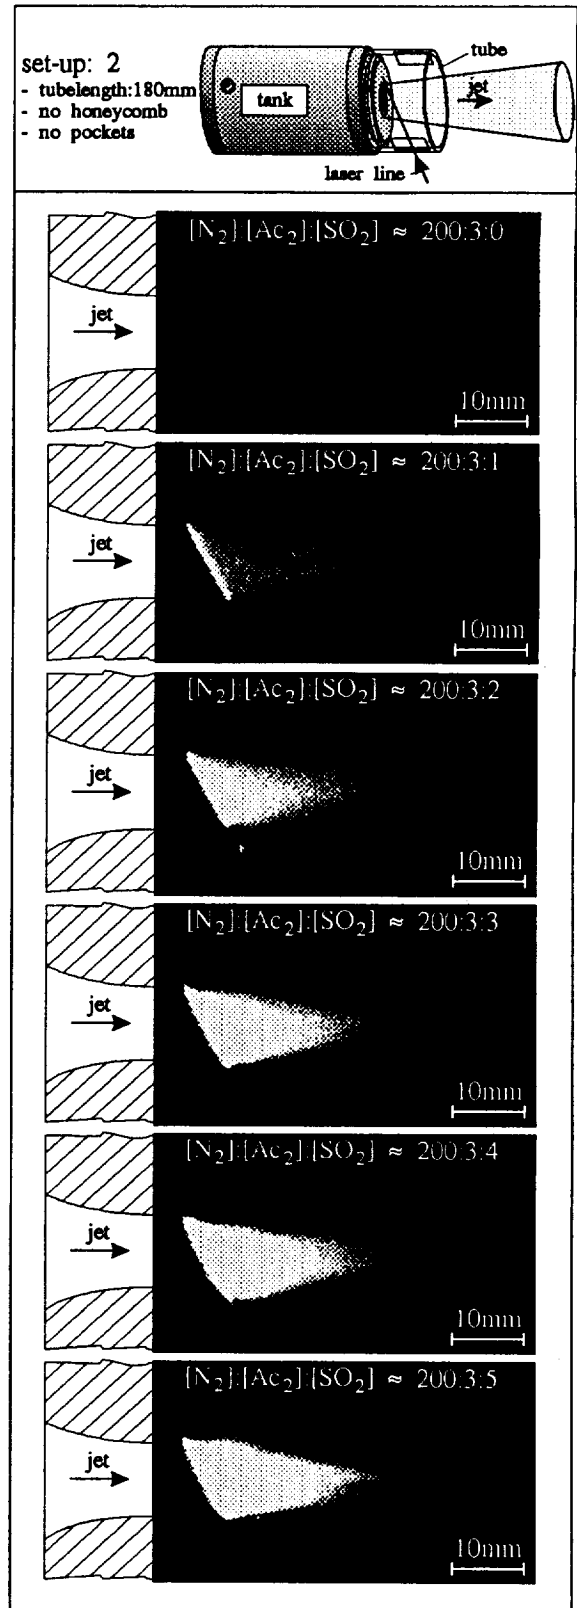 set-up: 2
- tubelength:180mm
- no honeycomb
- no pockets
tank
tube
jet
laser line
[N₂]:[Ac₂]:[SO₂] ≈ 200:3:0
jet
10mm
[N₂]:[Ac₂]:[SO₂] ≈ 200:3:1
jet
10mm
[N₂]:[Ac₂]:[SO₂] ≈ 200:3:2
jet
10mm
[N₂]:[Ac₂]:[SO₂] ≈ 200:3:3
jet
10mm
[N₂]:[Ac₂]:[SO₂] ≈ 200:3:4
jet
10mm
[N₂]:[Ac₂]:[SO₂] ≈ 200:3:5
jet
10mm